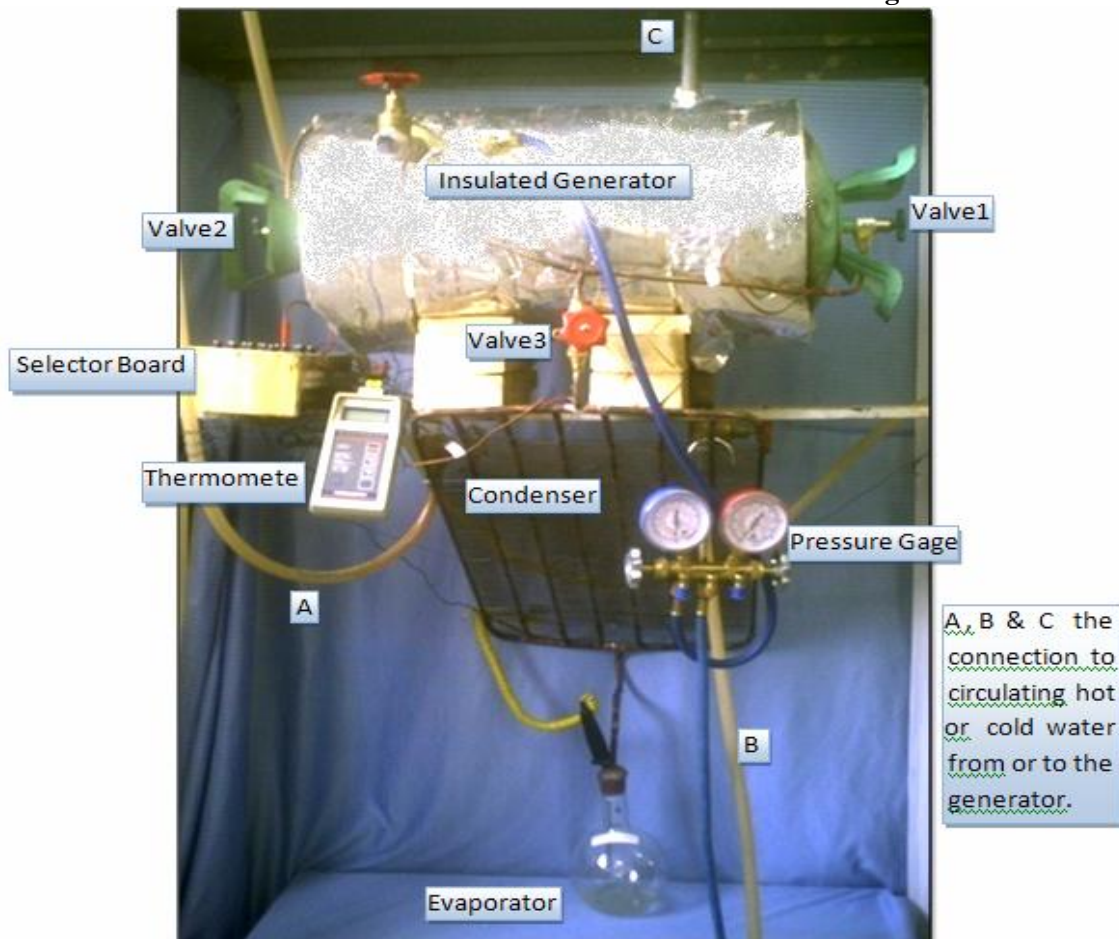 C
Insulated Generator
Valve2
Valve1
Valve3
Selector Board
Thermomete
Condenser
Pressure Gage
A
A, B & C the
connection to
circulating hot
or cold water
from or to the
generator.
B
Evaporator